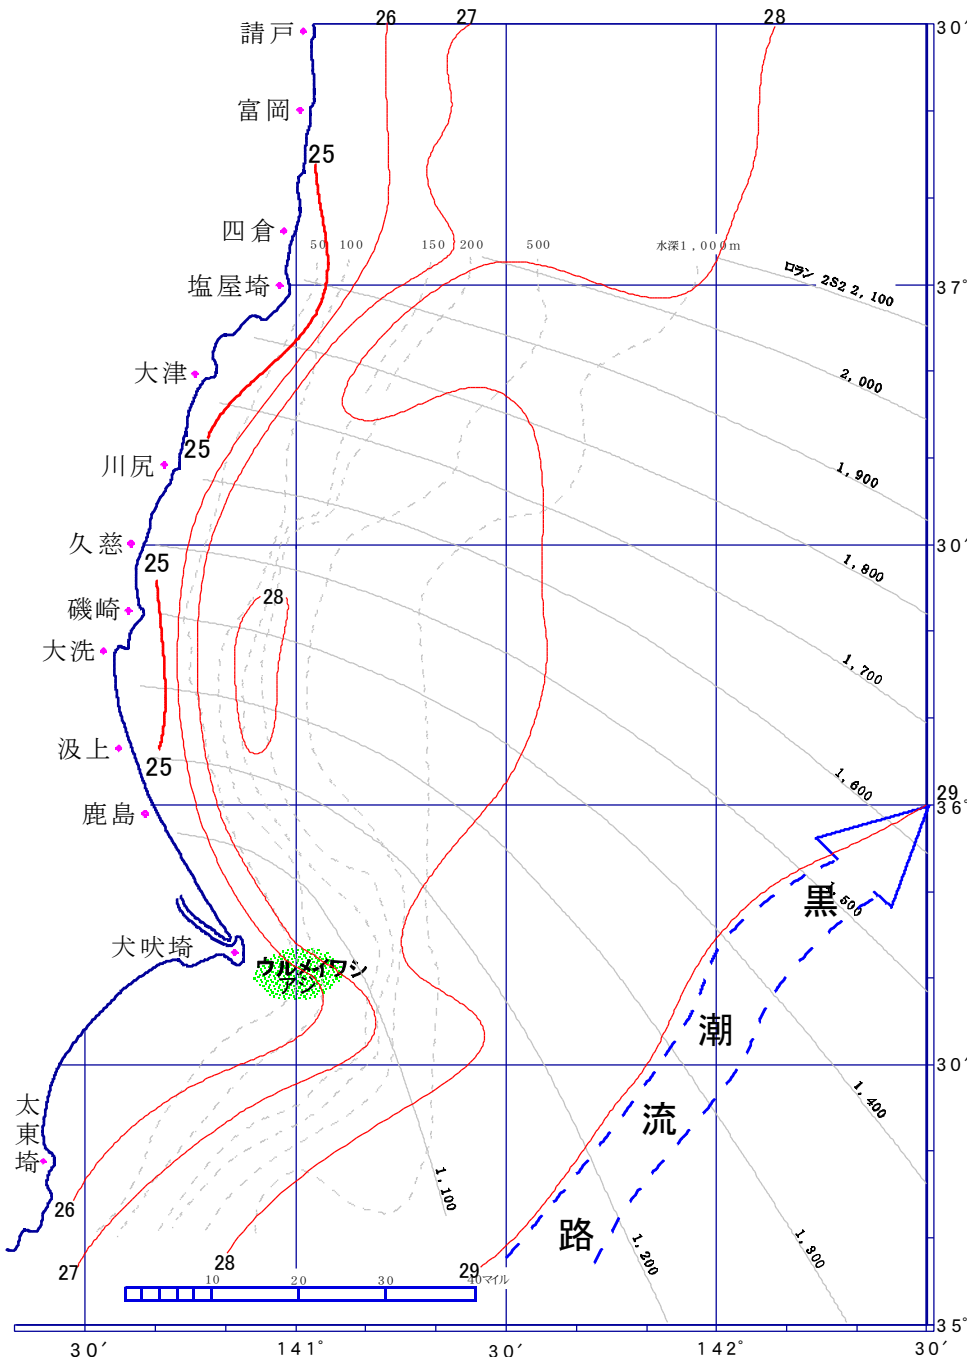 26 27 28
請戸 30′
富岡
25
四倉
50 100 150 200 500 水深1,000m
ロラン 2S2 2,100
塩屋埼 37°
大津
2,000
25
川尻
1,900
久慈 30′
25
1,800
28
磯崎
大洗
1,700
汲上
25
1,600
29
鹿島 36°
黒
1,500
犬吠埼
ウルメイワシ
アジ
潮
30′
太東埼
流
1,400
1,100
26
路
1,200
1,300
27
28
29
10 20 30 40マイル
35°
30′ 141° 30′ 142° 30′